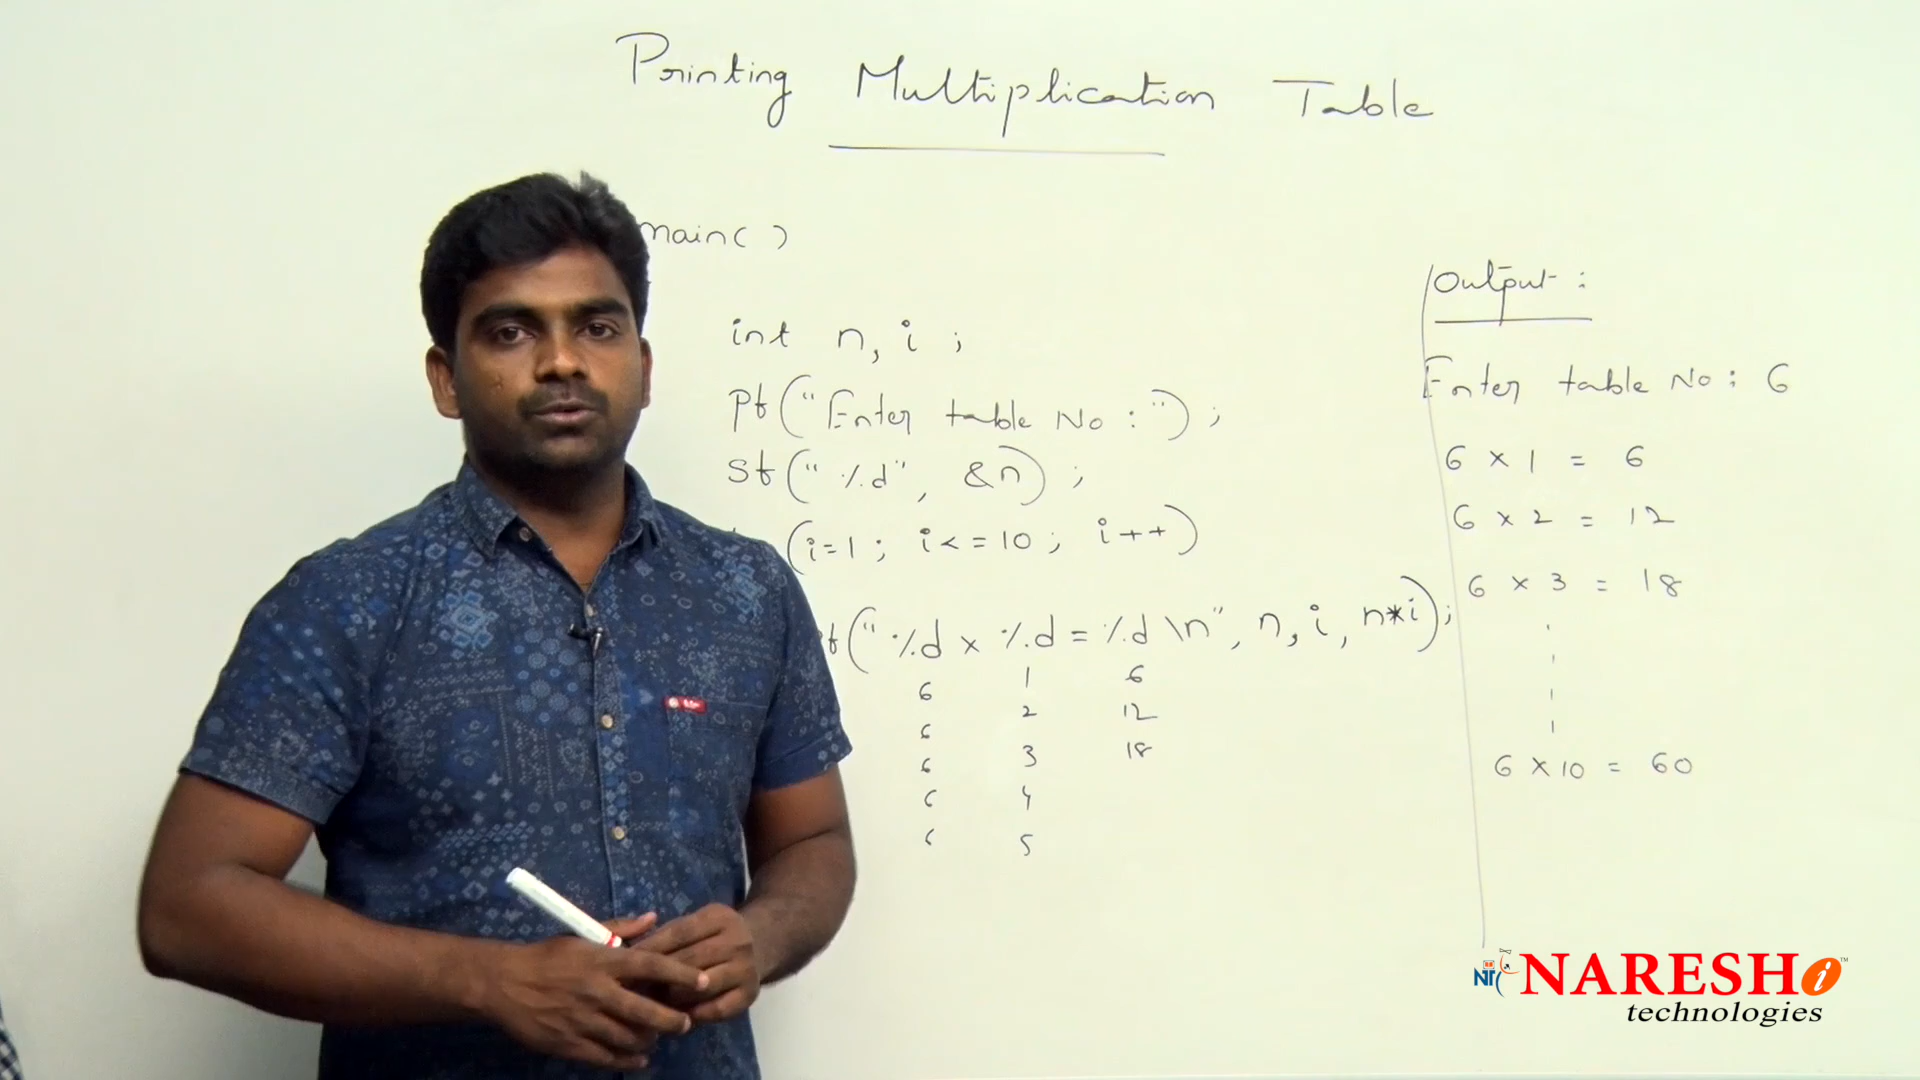 Printing Multiplication Table
main( )
int n, i ;
pf("Enter table No :") ;
sf("%d", &n) ;
(i=1 ; i<=10 ; i++)
pf("%d x %d = %d \n", n, i, n*i);
6 1 6
6 2 12
6 3 18
6 4
6 5
Output :
Enter table No : 6
6 x 1 = 6
6 x 2 = 12
6 x 3 = 18
6 x 10 = 60
NARESH i ™
technologies